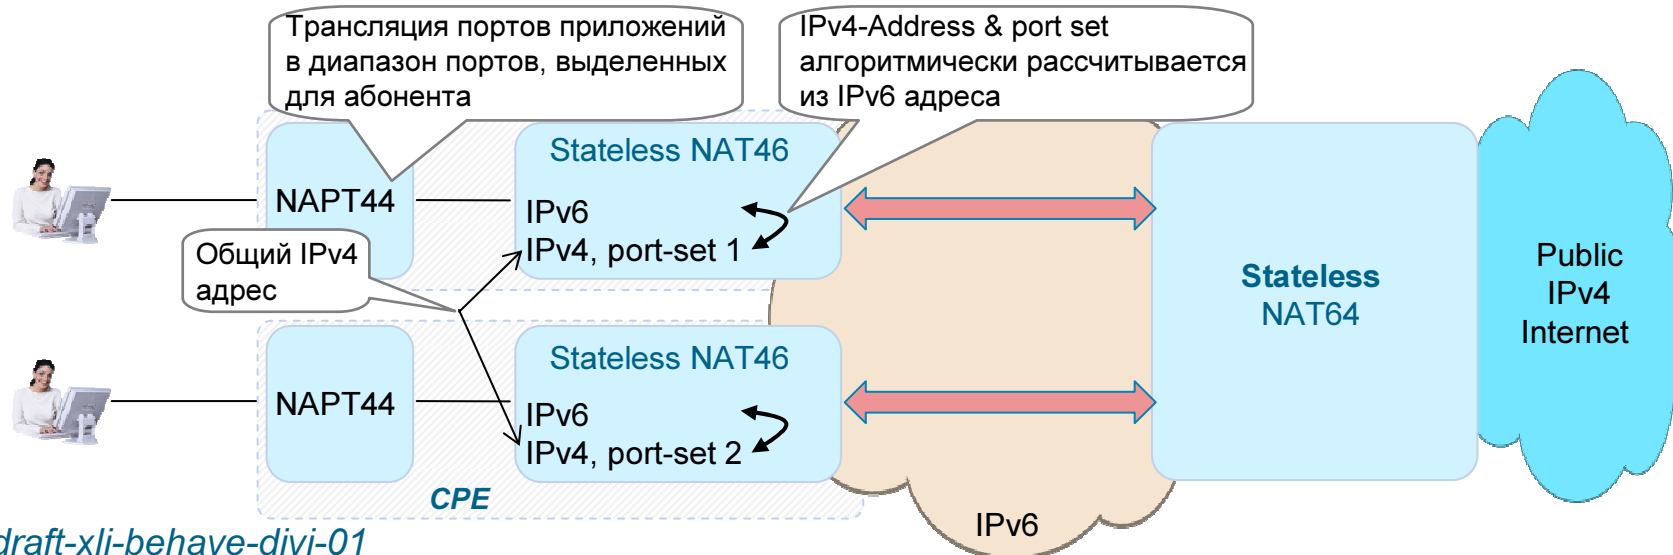 Трансляция портов приложений
в диапазон портов, выделенных
для абонента
IPv4-Address & port set
алгоритмически рассчитывается
из IPv6 адреса
NAPT44
Stateless NAT46
IPv6
IPv4, port-set 1
Общий IPv4
адрес
Stateless
NAT64
Public
IPv4
Internet
NAPT44
Stateless NAT46
IPv6
IPv4, port-set 2
CPE
IPv6
draft-xli-behave-divi-01